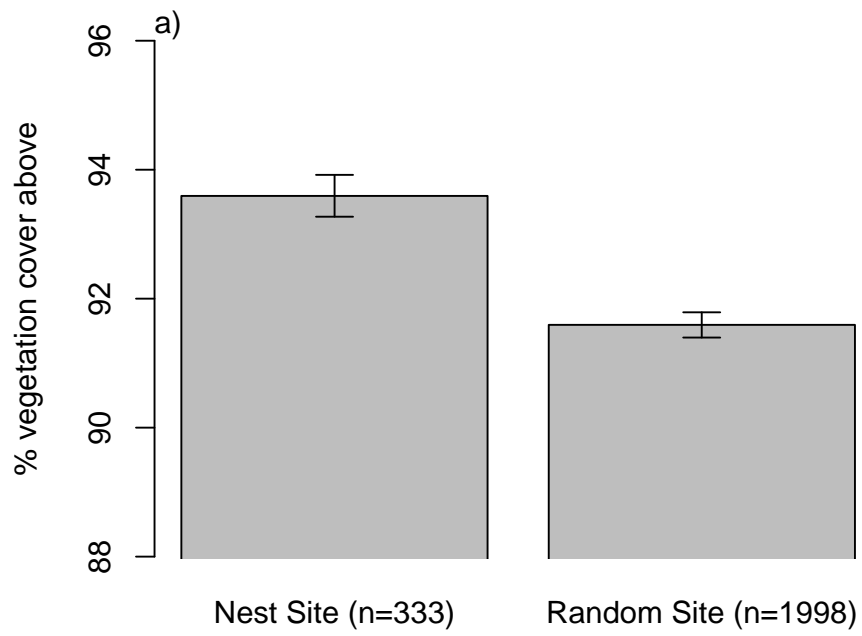 a)
96
94
92
90
88
% vegetation cover above
Nest Site (n=333)
Random Site (n=1998)